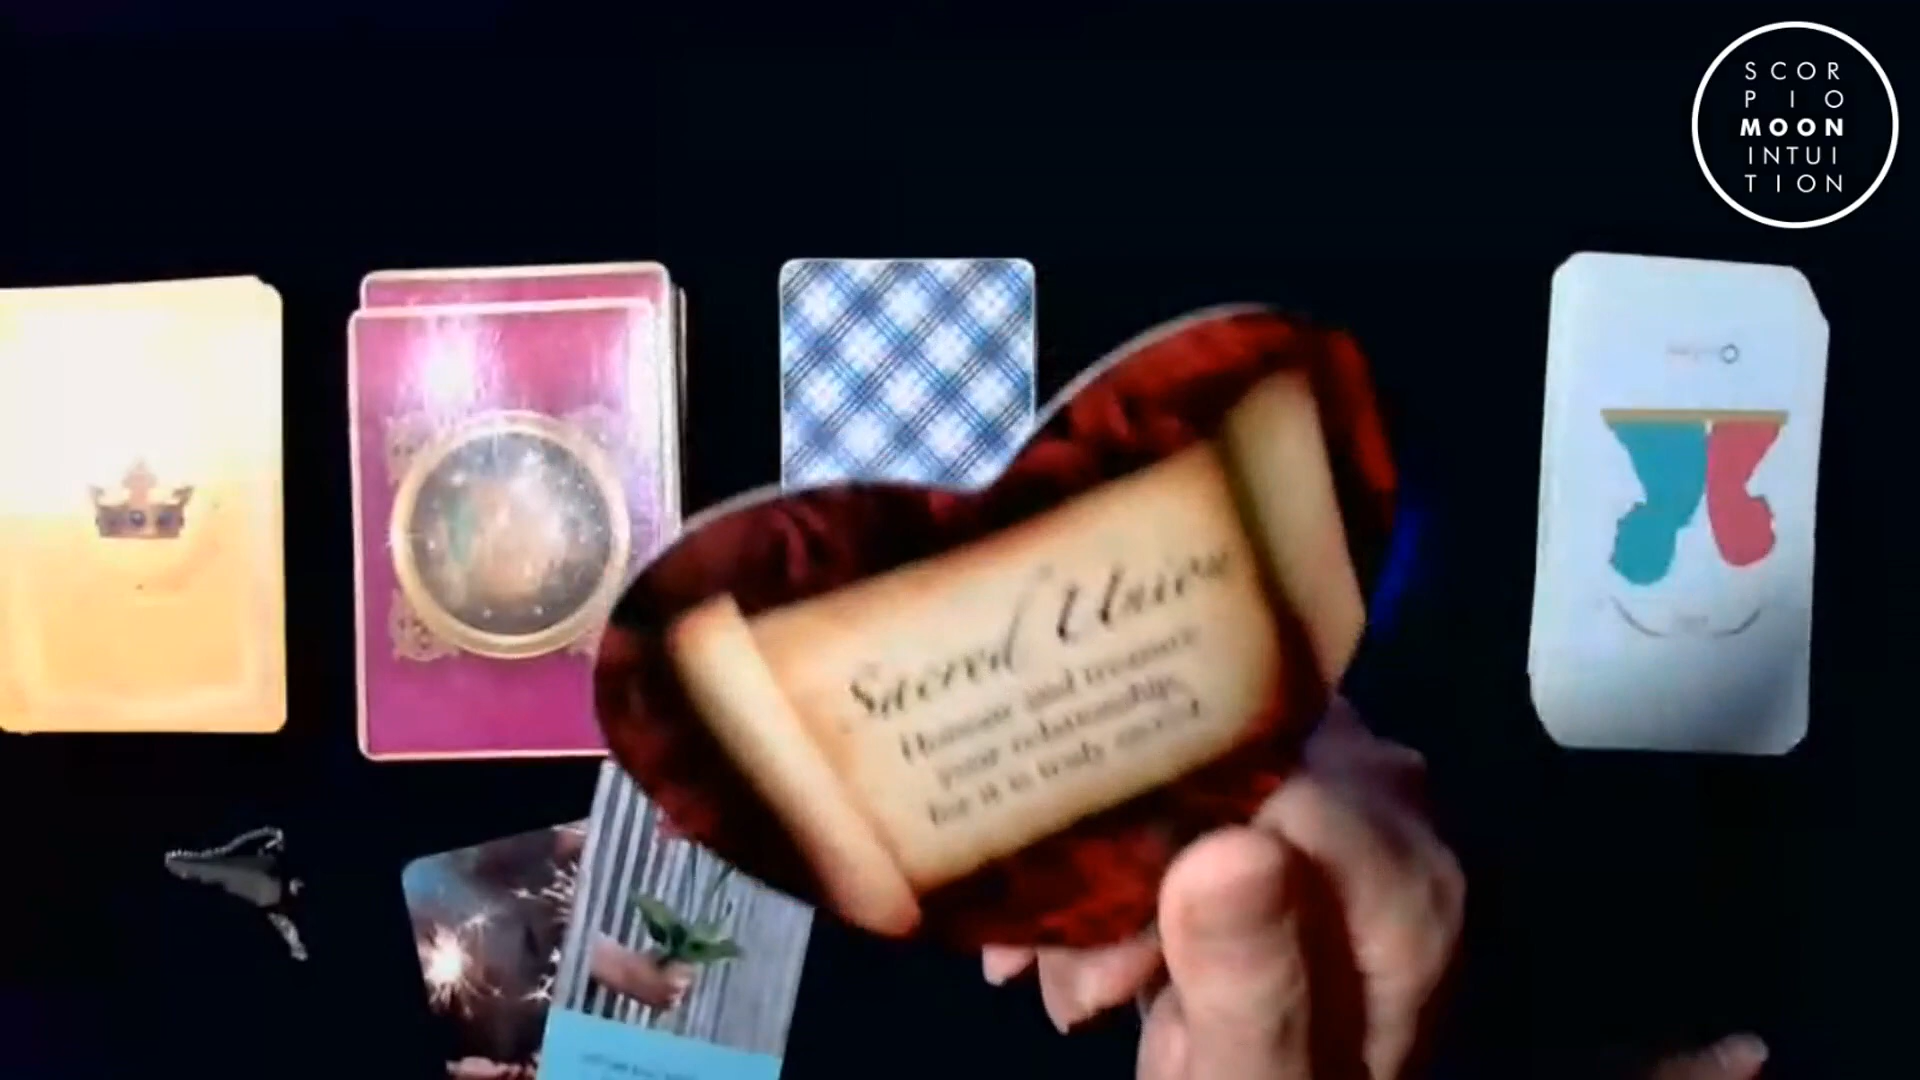 SCOR
PIO
MOON
INTUI
TION
Sacred Union
Honour and treasure
your relationship,
for it is truly sacred